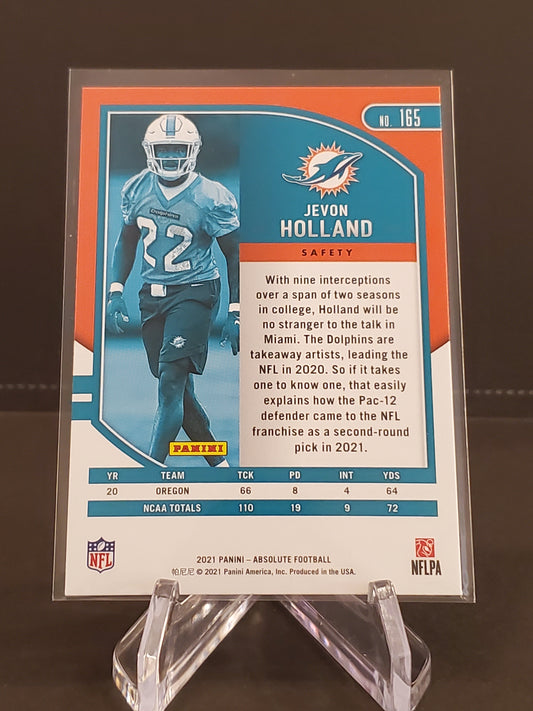 NO. 165
Dolphins
22
JEVON
HOLLAND
SAFETY
With nine interceptions
over a span of two seasons
in college, Holland will be
no stranger to the talk in
Miami. The Dolphins are
takeaway artists, leading the
NFL in 2020. So if it takes
one to know one, that easily
explains how the Pac-12
defender came to the NFL
franchise as a second-round
pick in 2021.
PANINI
YR TEAM TCK PD INT YDS
20 OREGON 66 8 4 64
NCAA TOTALS 110 19 9 72
NFL
2021 PANINI – ABSOLUTE FOOTBALL
帕尼尼 © 2021 Panini America, Inc. Produced in the USA.
NFLPA